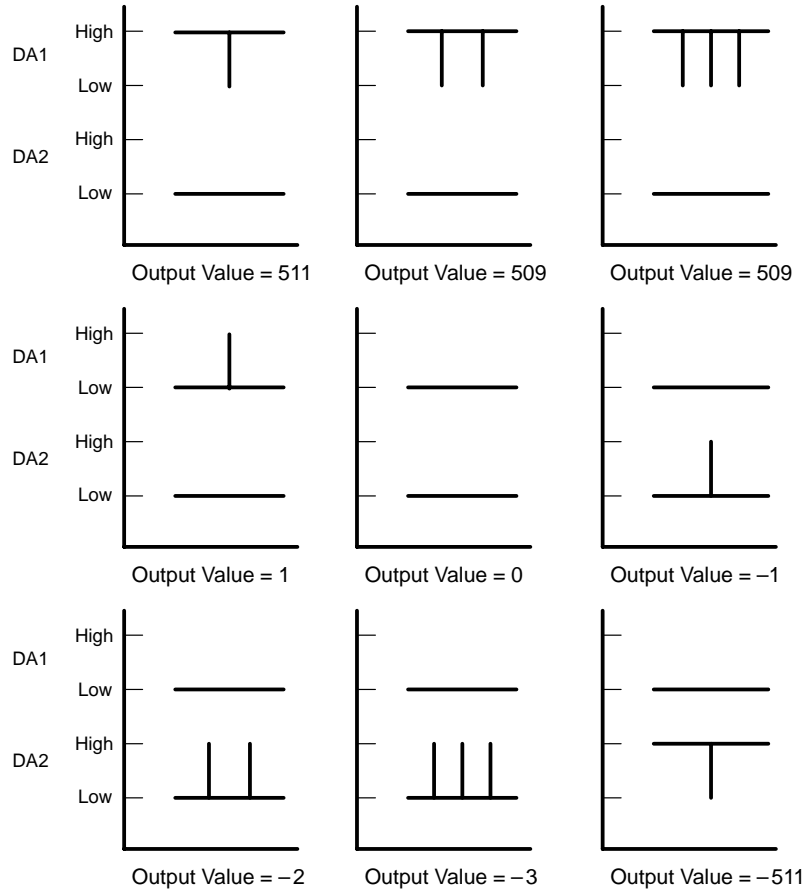 High
DA1
Low
High
DA2
Low
Output Value = 511
Output Value = 509
Output Value = 509
High
DA1
Low
High
DA2
Low
Output Value = 1
Output Value = 0
Output Value = –1
High
DA1
Low
High
DA2
Low
Output Value = –2
Output Value = –3
Output Value = –511